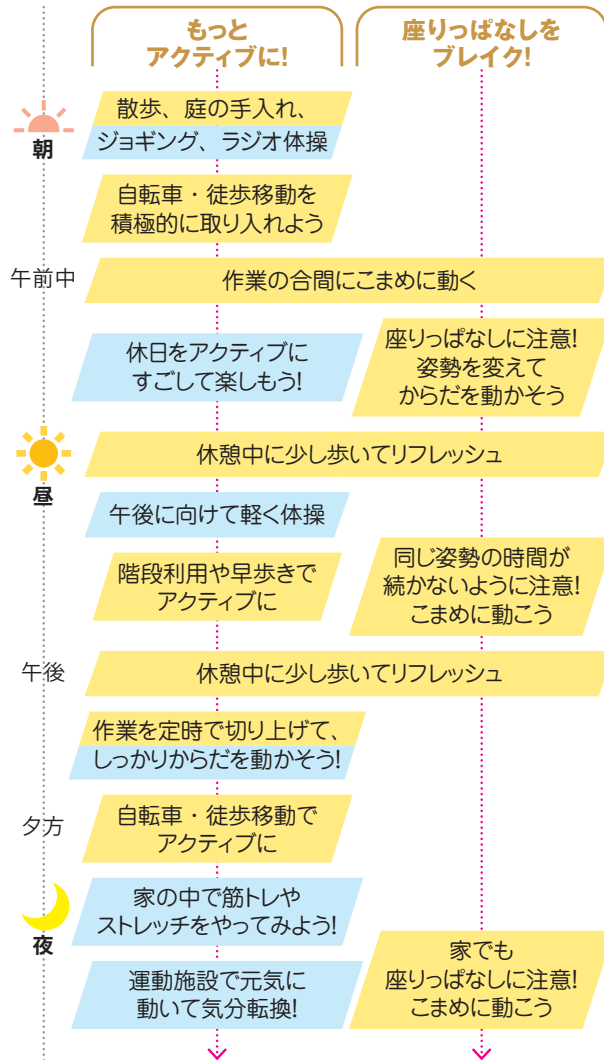 もっと
アクティブに!
座りっぱなしを
ブレイク!
朝
散歩、庭の手入れ、
ジョギング、ラジオ体操
自転車・徒歩移動を
積極的に取り入れよう
午前中
作業の合間にこまめに動く
休日をアクティブに
すごして楽しもう!
座りっぱなしに注意!
姿勢を変えて
からだを動かそう
昼
休憩中に少し歩いてリフレッシュ
午後に向けて軽く体操
階段利用や早歩きで
アクティブに
同じ姿勢の時間が
続かないように注意!
こまめに動こう
午後
休憩中に少し歩いてリフレッシュ
作業を定時で切り上げて、
しっかりからだを動かそう!
夕方
自転車・徒歩移動で
アクティブに
夜
家の中で筋トレや
ストレッチをやってみよう!
運動施設で元気に
動いて気分転換!
家でも
座りっぱなしに注意!
こまめに動こう